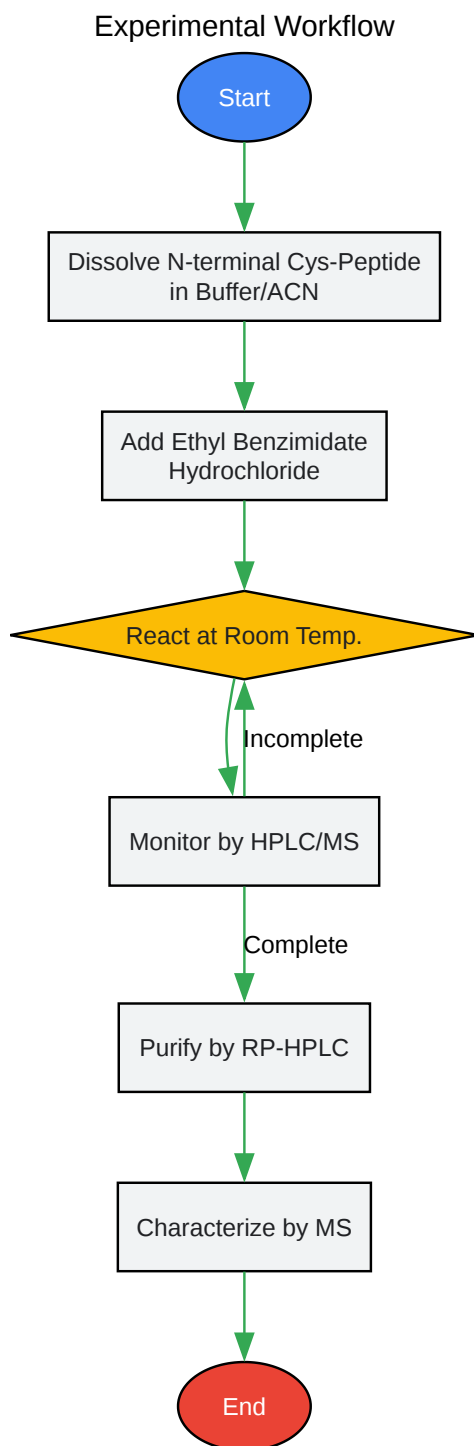 Experimental Workflow
Start
Dissolve N-terminal Cys-Peptide
in Buffer/ACN
Add Ethyl Benzimidate
Hydrochloride
React at Room Temp.
Incomplete
Monitor by HPLC/MS
Complete
Purify by RP-HPLC
Characterize by MS
End